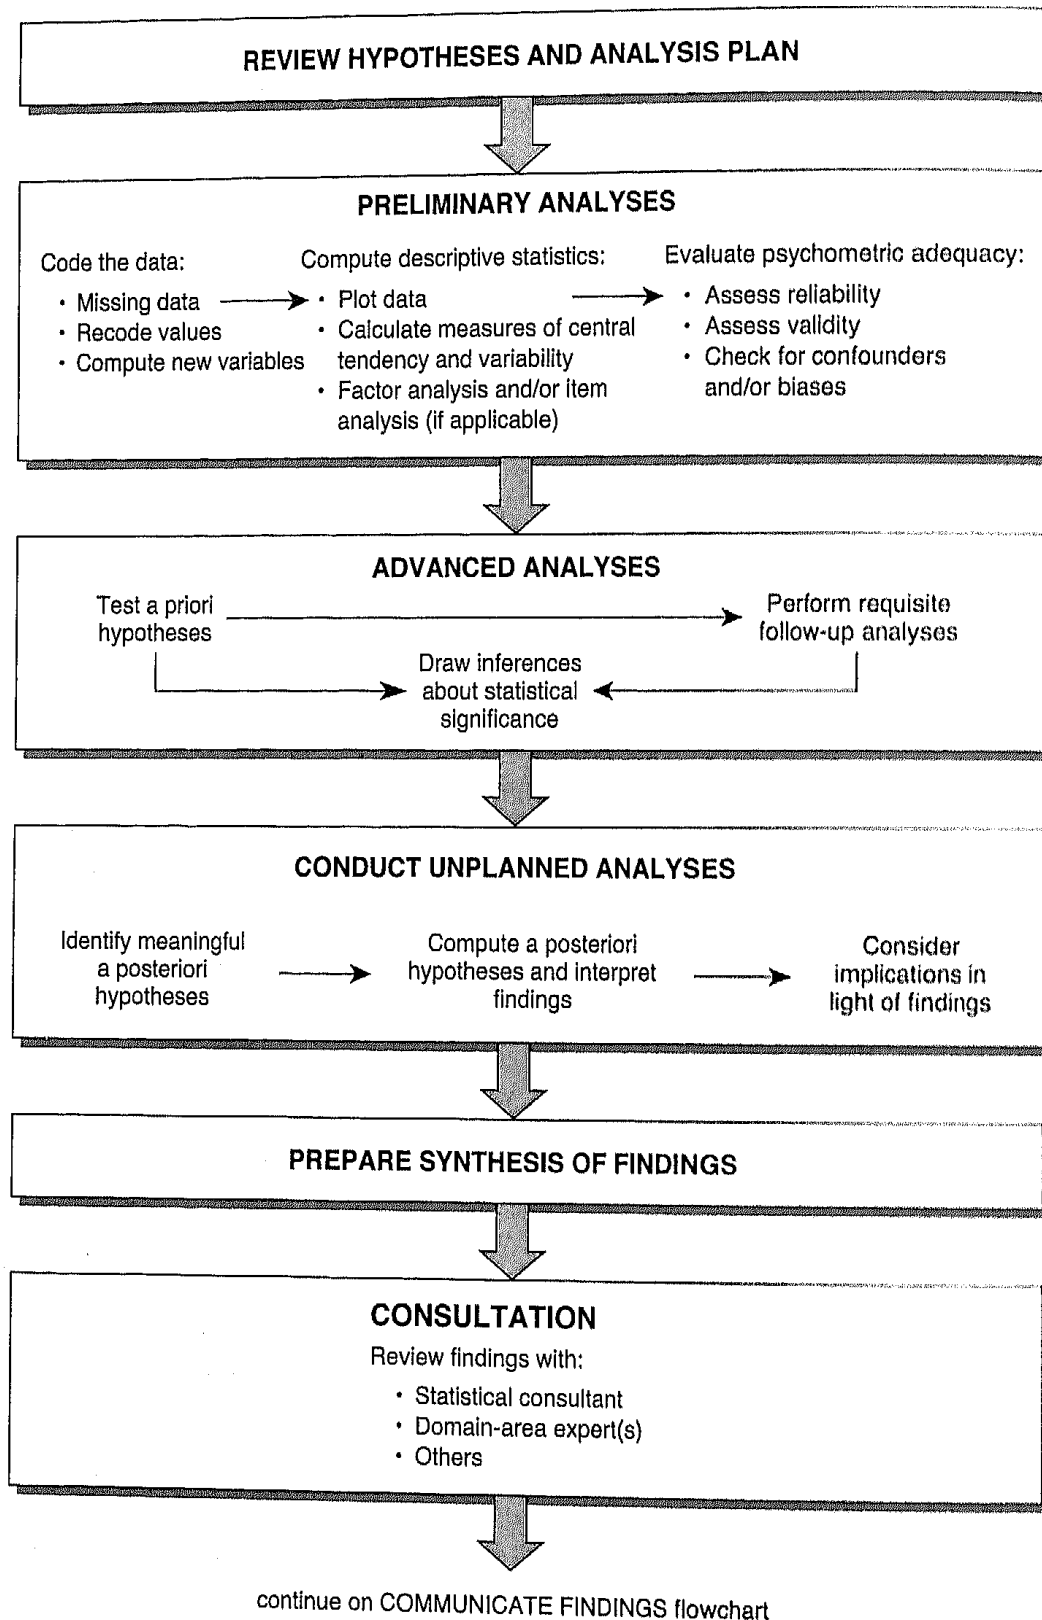 REVIEW HYPOTHESES AND ANALYSIS PLAN
PRELIMINARY ANALYSES
Code the data:
• Missing data
• Recode values
• Compute new variables
Compute descriptive statistics:
• Plot data
• Calculate measures of central
tendency and variability
• Factor analysis and/or item
analysis (if applicable)
Evaluate psychometric adequacy:
• Assess reliability
• Assess validity
• Check for confounders
and/or biases
ADVANCED ANALYSES
Test a priori
hypotheses
Perform requisite
follow-up analyses
Draw inferences
about statistical
significance
CONDUCT UNPLANNED ANALYSES
Identify meaningful
a posteriori
hypotheses
Compute a posteriori
hypotheses and interpret
findings
Consider
implications in
light of findings
PREPARE SYNTHESIS OF FINDINGS
CONSULTATION
Review findings with:
• Statistical consultant
• Domain-area expert(s)
• Others
continue on COMMUNICATE FINDINGS flowchart